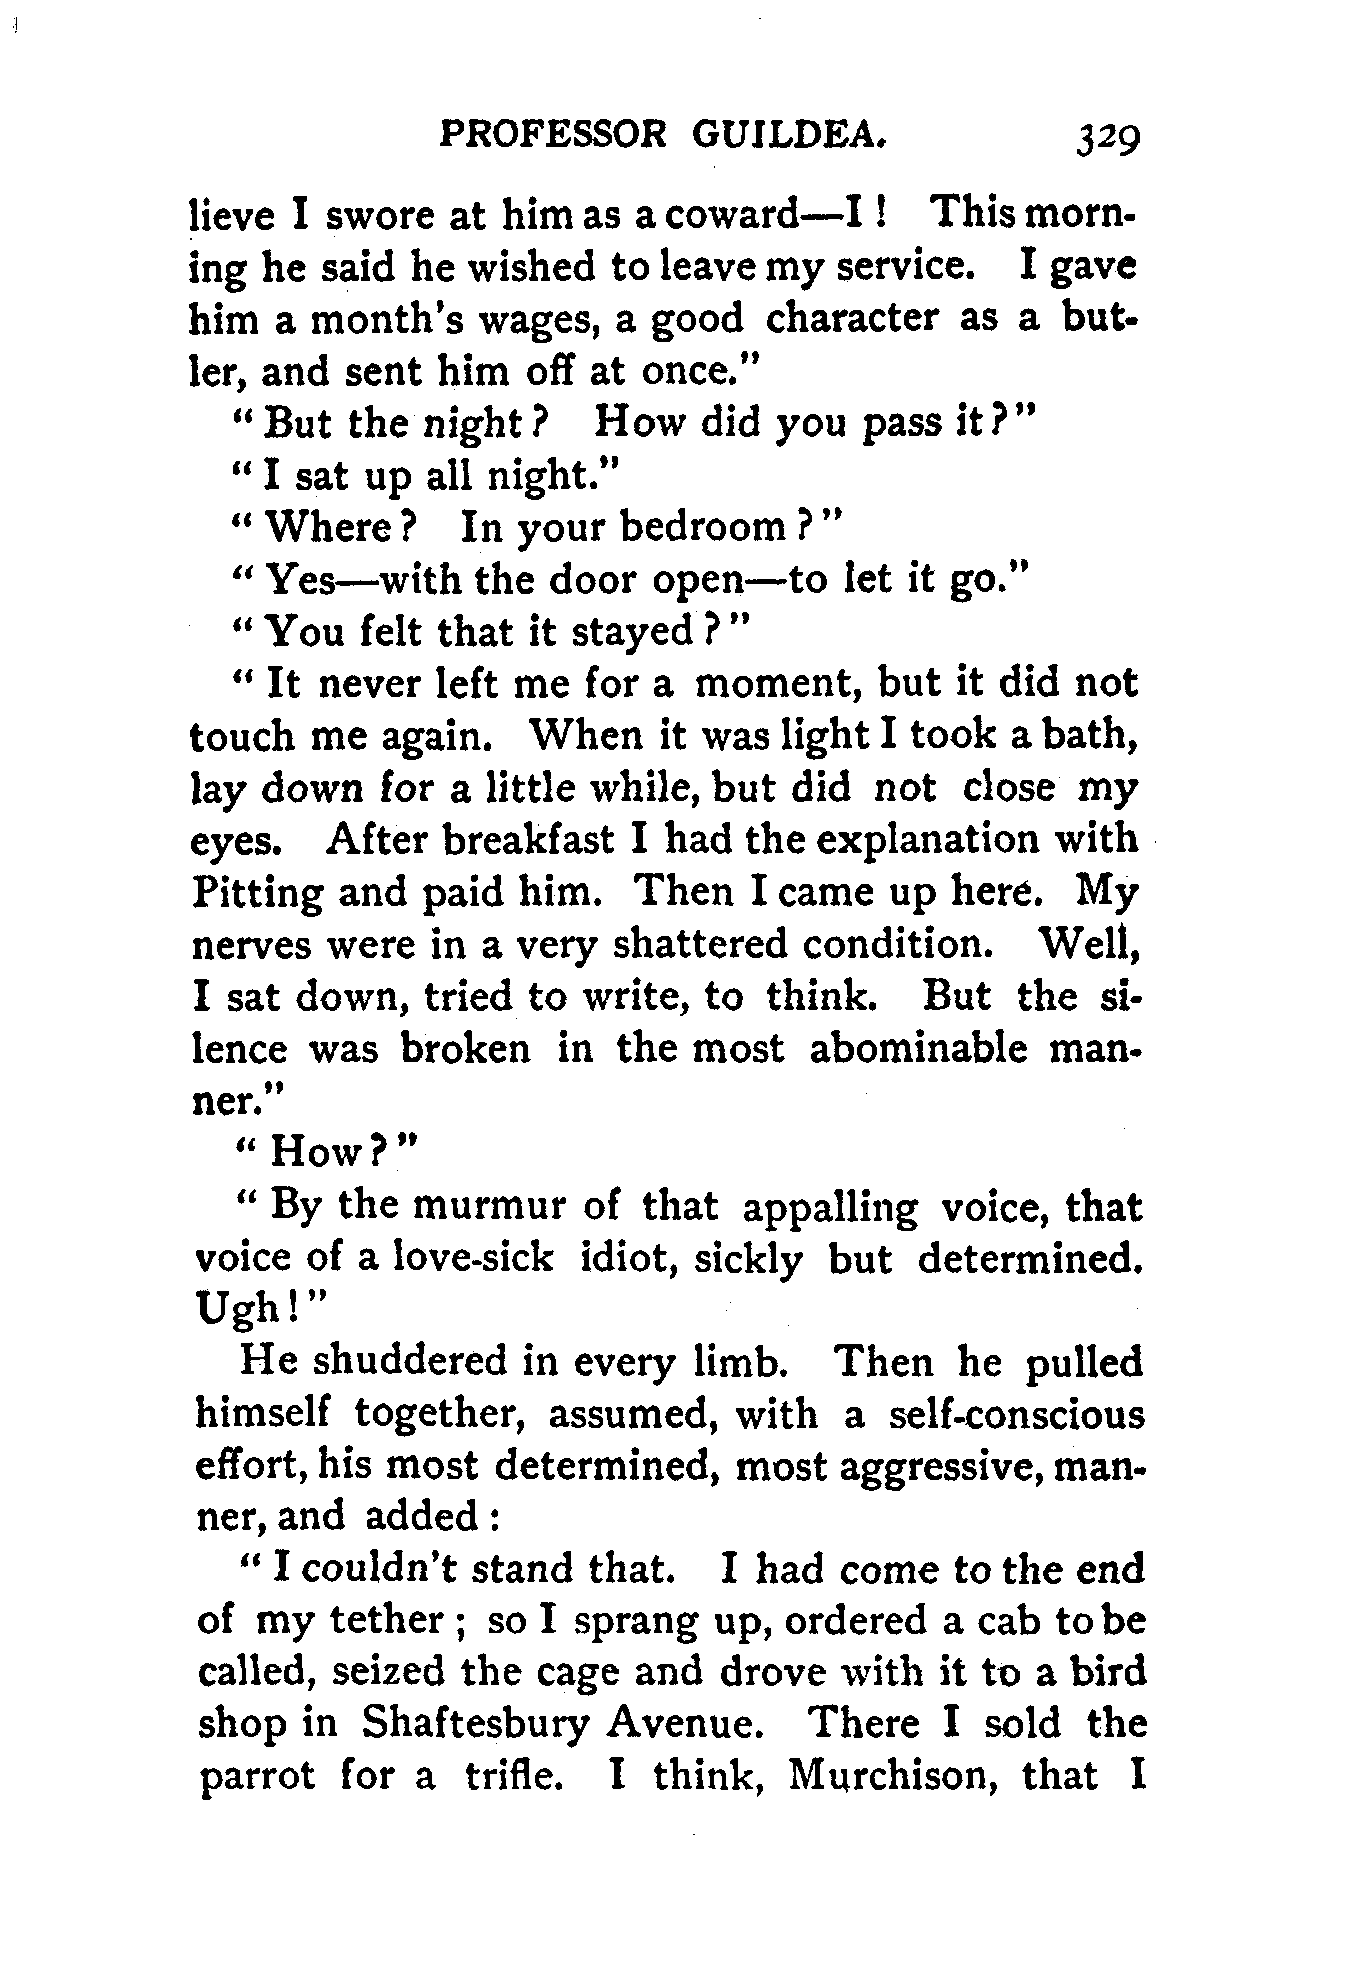 PROFESSOR GUILDEA. 329
lieve I swore at him as a coward—I! This morn-
ing he said he wished to leave my service. I gave
him a month's wages, a good character as a but-
ler, and sent him off at once."
"But the night? How did you pass it?"
"I sat up all night."
"Where? In your bedroom?"
"Yes—with the door open—to let it go."
"You felt that it stayed?"
"It never left me for a moment, but it did not
touch me again. When it was light I took a bath,
lay down for a little while, but did not close my
eyes. After breakfast I had the explanation with
Pitting and paid him. Then I came up here. My
nerves were in a very shattered condition. Well,
I sat down, tried to write, to think. But the si-
lence was broken in the most abominable man-
ner."
"How?"
"By the murmur of that appalling voice, that
voice of a love-sick idiot, sickly but determined.
Ugh!"
He shuddered in every limb. Then he pulled
himself together, assumed, with a self-conscious
effort, his most determined, most aggressive, man-
ner, and added:
"I couldn't stand that. I had come to the end
of my tether; so I sprang up, ordered a cab to be
called, seized the cage and drove with it to a bird
shop in Shaftesbury Avenue. There I sold the
parrot for a trifle. I think, Murchison, that I